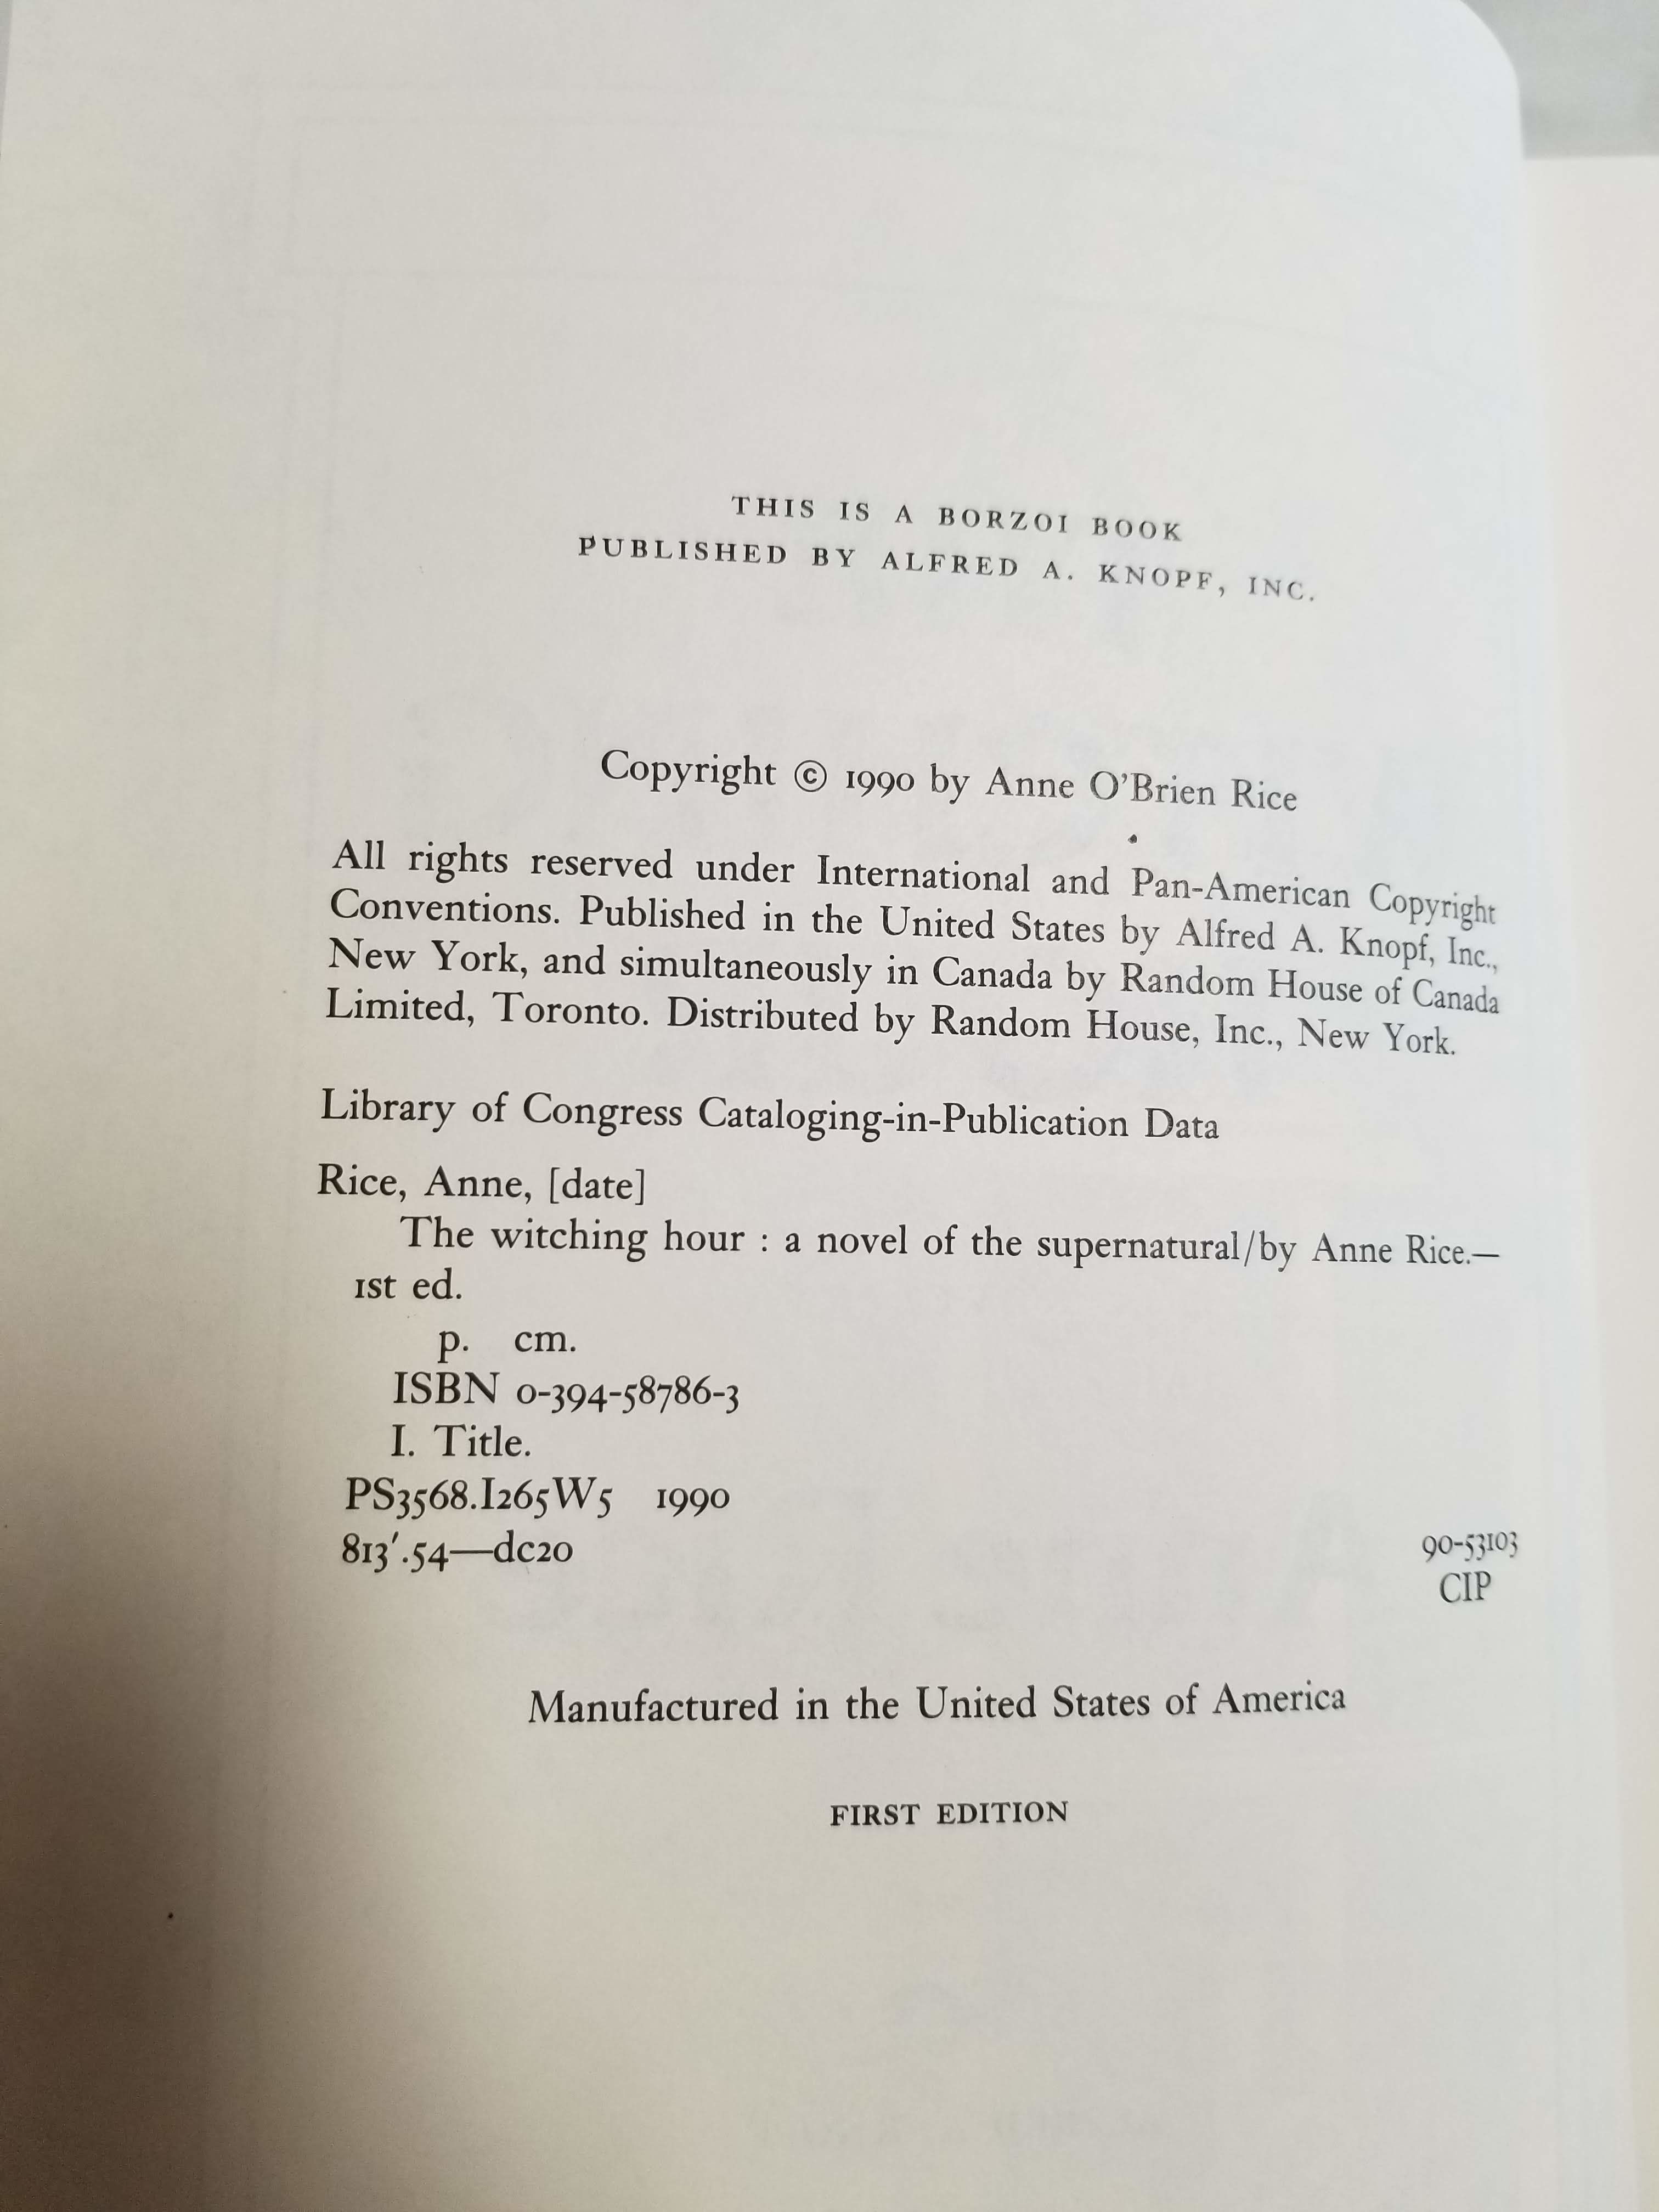 THIS IS A BORZOI BOOK
PUBLISHED BY ALFRED A. KNOPF, INC.
Copyright © 1990 by Anne O'Brien Rice
All rights reserved under International and Pan-American Copyright
Conventions. Published in the United States by Alfred A. Knopf, Inc.,
New York, and simultaneously in Canada by Random House of Canada
Limited, Toronto. Distributed by Random House, Inc., New York.
Library of Congress Cataloging-in-Publication Data
Rice, Anne, [date]
The witching hour : a novel of the supernatural/by Anne Rice.—
1st ed.
p. cm.
ISBN 0-394-58786-3
I. Title.
PS3568.I265W5 1990
813′.54—dc20 90-53103
CIP
Manufactured in the United States of America
FIRST EDITION